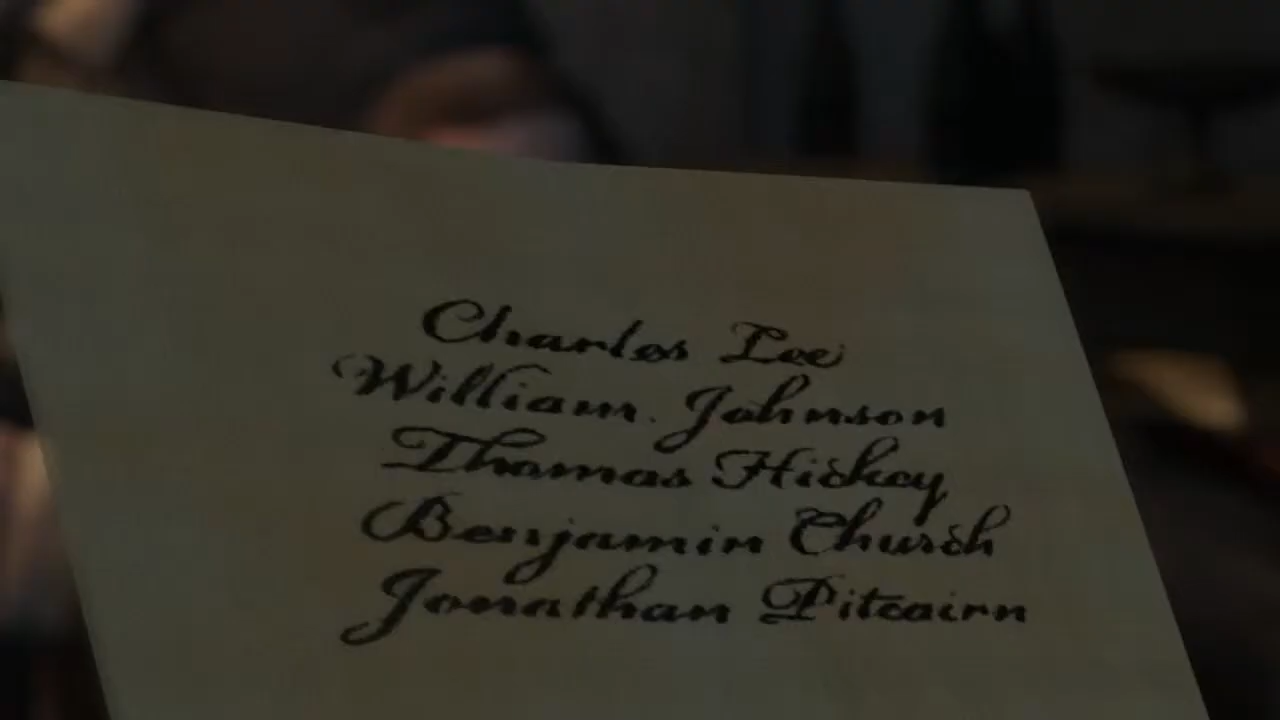 Charles Lee
William Johnson
Thomas Hickey
Benjamin Church
Jonathan Pitcairn